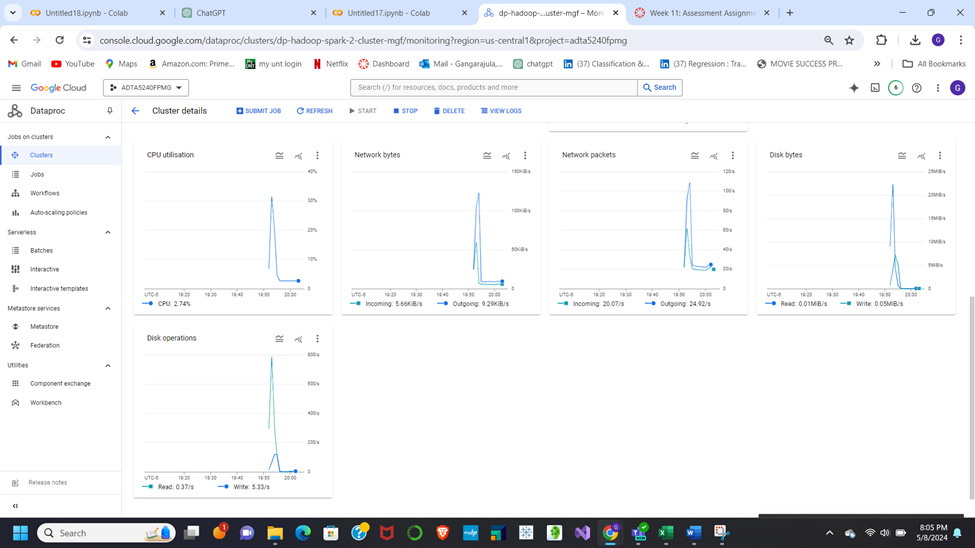 Untitled18.ipynb - Colab
ChatGPT
Untitled17.ipynb - Colab
dp-hadoop-...uster-mgf – Moni
Week 11: Assessment Assignme
console.cloud.google.com/dataproc/clusters/dp-hadoop-spark-2-cluster-mgf/monitoring?region=us-central1&project=adta5240fpmg
G
Gmail
YouTube
Maps
Amazon.com: Prime...
my unt login
Netflix
Dashboard
Mail - Gangarajula,...
chatgpt
(37) Classification &...
(37) Regression : Tra...
MOVIE SUCCESS PR...
All Bookmarks
Google Cloud
ADTA5240FPMG
Search (/) for resources, docs, products and more
Search
6
G
Dataproc
Cluster details
SUBMIT JOB
REFRESH
START
STOP
DELETE
VIEW LOGS
Jobs on clusters
Clusters
Jobs
Workflows
Auto-scaling policies
Serverless
Batches
Interactive
Interactive templates
Metastore services
Metastore
Federation
Utilities
Component exchange
Workbench
Release notes
CPU utilisation
40%
30%
20%
10%
0
UTC-5 19:20 19:30 19:40 19:50 20:00
CPU: 2.74%
Network bytes
150KiB/s
100KiB/s
50KiB/s
0
UTC-5 19:20 19:30 19:40 19:50 20:00
Incoming: 5.66KiB/s Outgoing: 9.29KiB/s
Network packets
120/s
100/s
80/s
60/s
40/s
20/s
0
UTC-5 19:20 19:30 19:40 19:50 20:00
Incoming: 20.07/s Outgoing: 24.92/s
Disk bytes
25MiB/s
20MiB/s
15MiB/s
10MiB/s
5MiB/s
0
UTC-5 19:20 19:30 19:40 19:50 20:00
Read: 0.01MiB/s Write: 0.05MiB/s
Disk operations
800/s
600/s
400/s
200/s
0
UTC-5 19:20 19:30 19:40 19:50 20:00
Read: 0.37/s Write: 5.33/s
Search
1
8:05 PM
5/8/2024